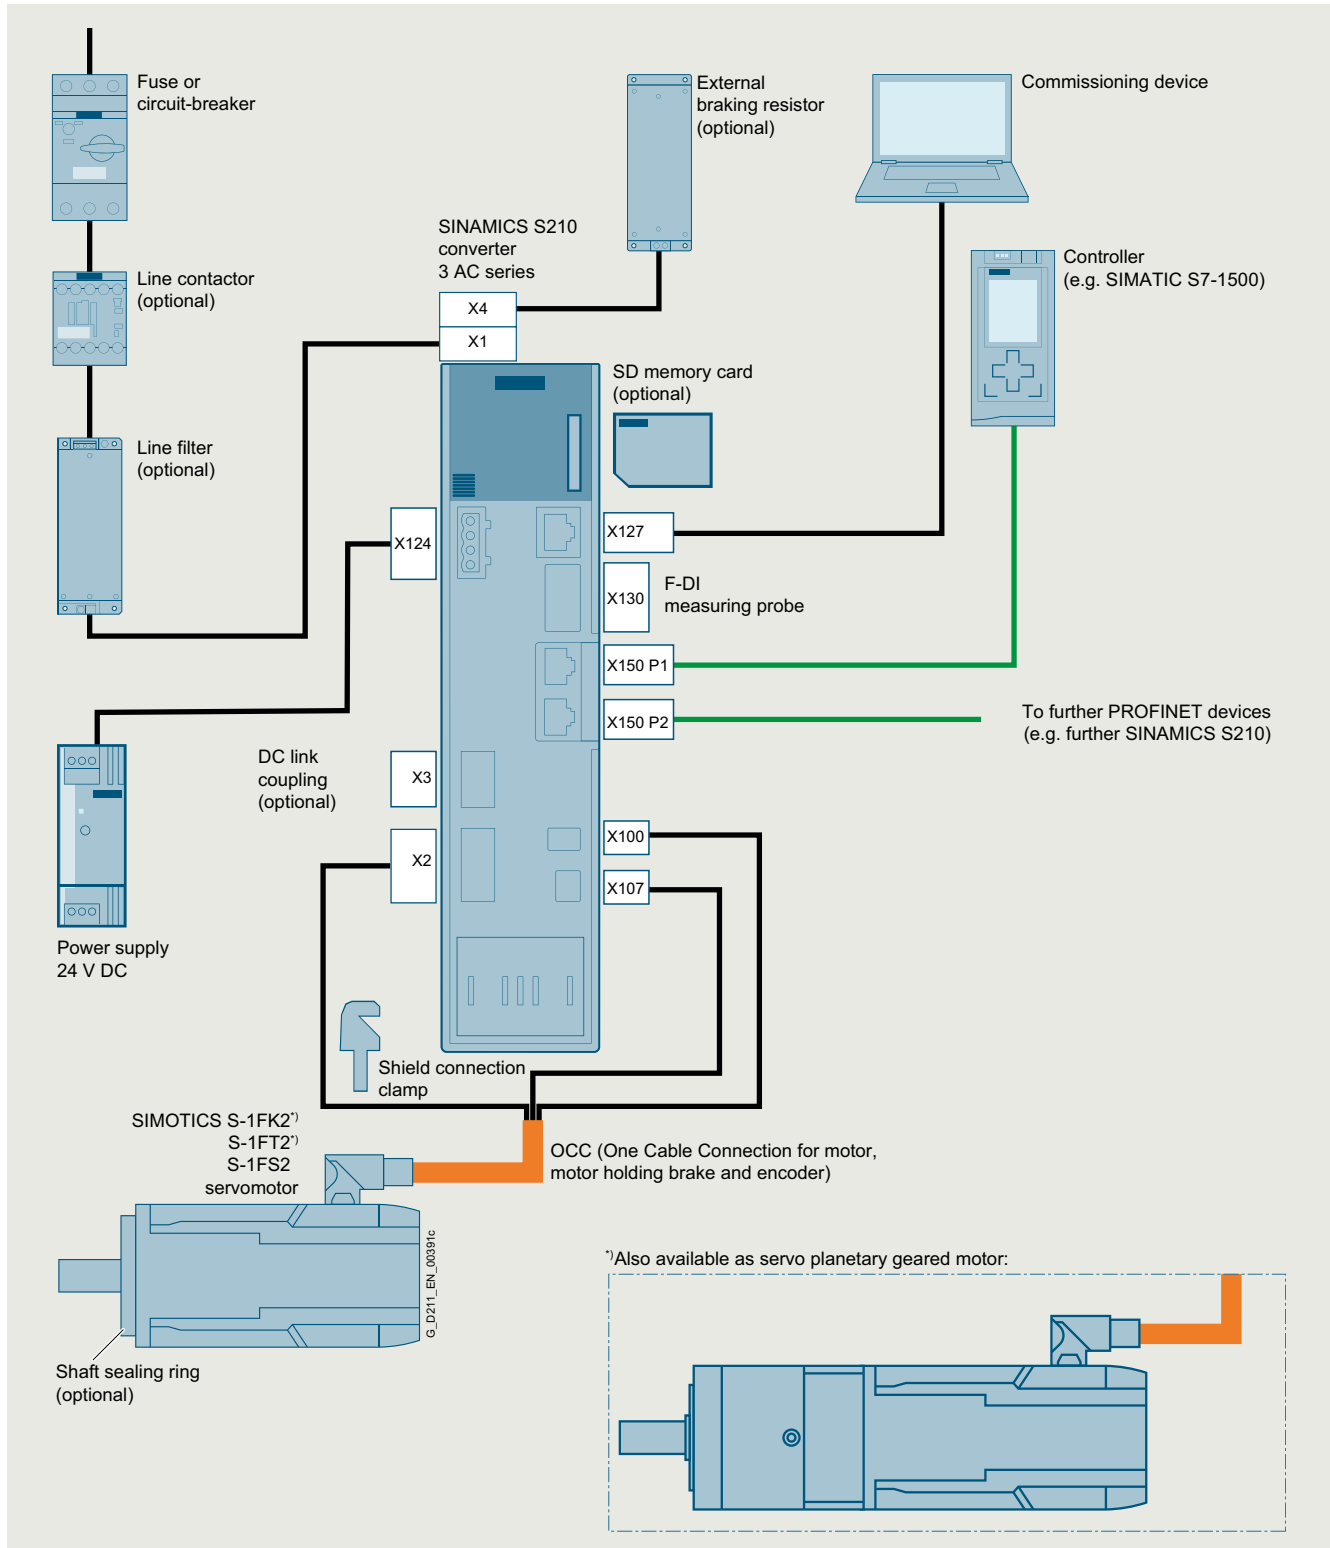 Fuse or
circuit-breaker
External
braking resistor
(optional)
Commissioning device
SINAMICS S210
converter
3 AC series
Line contactor
(optional)
Controller
(e.g. SIMATIC S7-1500)
X4
X1
SD memory card
(optional)
Line filter
(optional)
X124
X127
X130
F-DI
measuring probe
X150 P1
X150 P2
To further PROFINET devices
(e.g. further SINAMICS S210)
DC link
coupling
(optional)
X3
X2
X100
X107
Power supply
24 V DC
Shield connection
clamp
SIMOTICS S-1FK2*)
S-1FT2*)
S-1FS2
servomotor
OCC (One Cable Connection for motor,
motor holding brake and encoder)
G_D211_EN_00391c
Shaft sealing ring
(optional)
*)Also available as servo planetary geared motor: